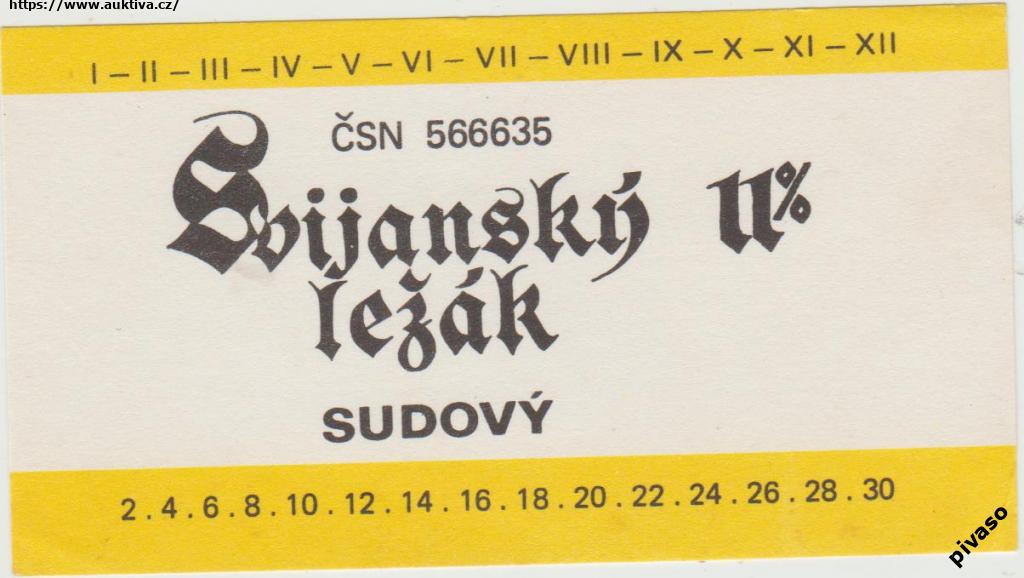 https://www.auktiva.cz/
I – II – III – IV – V – VI – VII – VIII – IX – X – XI – XII
ČSN 566635
Svijanský 11%
ležák
SUDOVÝ
2 . 4 . 6 . 8 . 10 . 12 . 14 . 16 . 18 . 20 . 22 . 24 . 26 . 28 . 30
pivaso